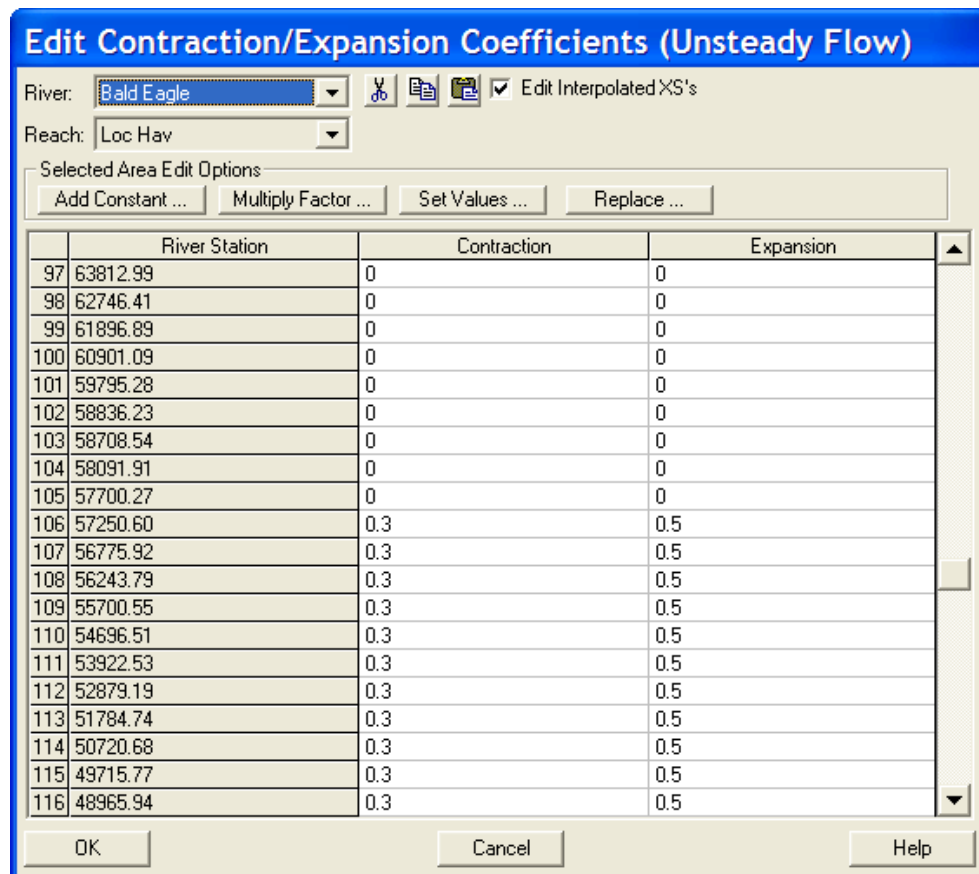 Edit Contraction/Expansion Coefficients (Unsteady Flow)
River: Bald Eagle Edit Interpolated XS's
Reach: Loc Hav
Selected Area Edit Options
Add Constant ... Multiply Factor ... Set Values ... Replace ...
River Station Contraction Expansion
97 63812.99 0 0
98 62746.41 0 0
99 61896.89 0 0
100 60901.09 0 0
101 59795.28 0 0
102 58836.23 0 0
103 58708.54 0 0
104 58091.91 0 0
105 57700.27 0 0
106 57250.60 0.3 0.5
107 56775.92 0.3 0.5
108 56243.79 0.3 0.5
109 55700.55 0.3 0.5
110 54696.51 0.3 0.5
111 53922.53 0.3 0.5
112 52879.19 0.3 0.5
113 51784.74 0.3 0.5
114 50720.68 0.3 0.5
115 49715.77 0.3 0.5
116 48965.94 0.3 0.5
OK Cancel Help